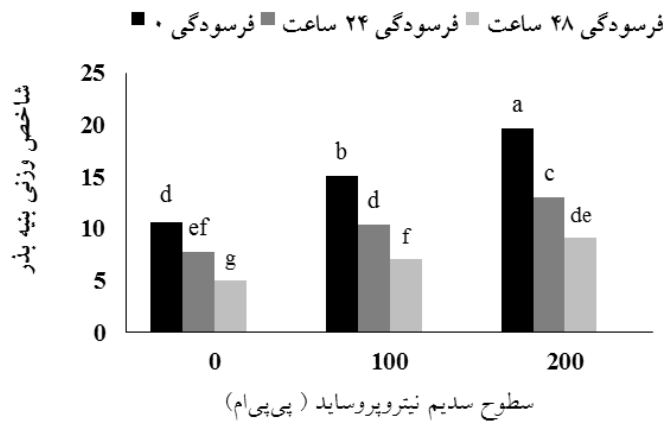 فرسودگی ۰ فرسودگی ۲۴ ساعت فرسودگی ۴۸ ساعت
شاخص وزنی بنیه بذر
25
20
15
10
5
0
d
ef
g
b
d
f
a
c
de
0 100 200
سطوح سدیم نیتروپروساید ( پی‌پی‌ام)